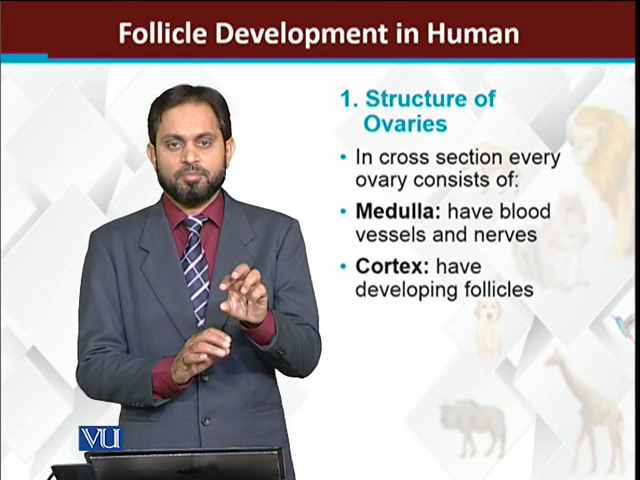 Follicle Development in Human
1. Structure of
Ovaries
• In cross section every
ovary consists of:
• Medulla: have blood
vessels and nerves
• Cortex: have
developing follicles
VU